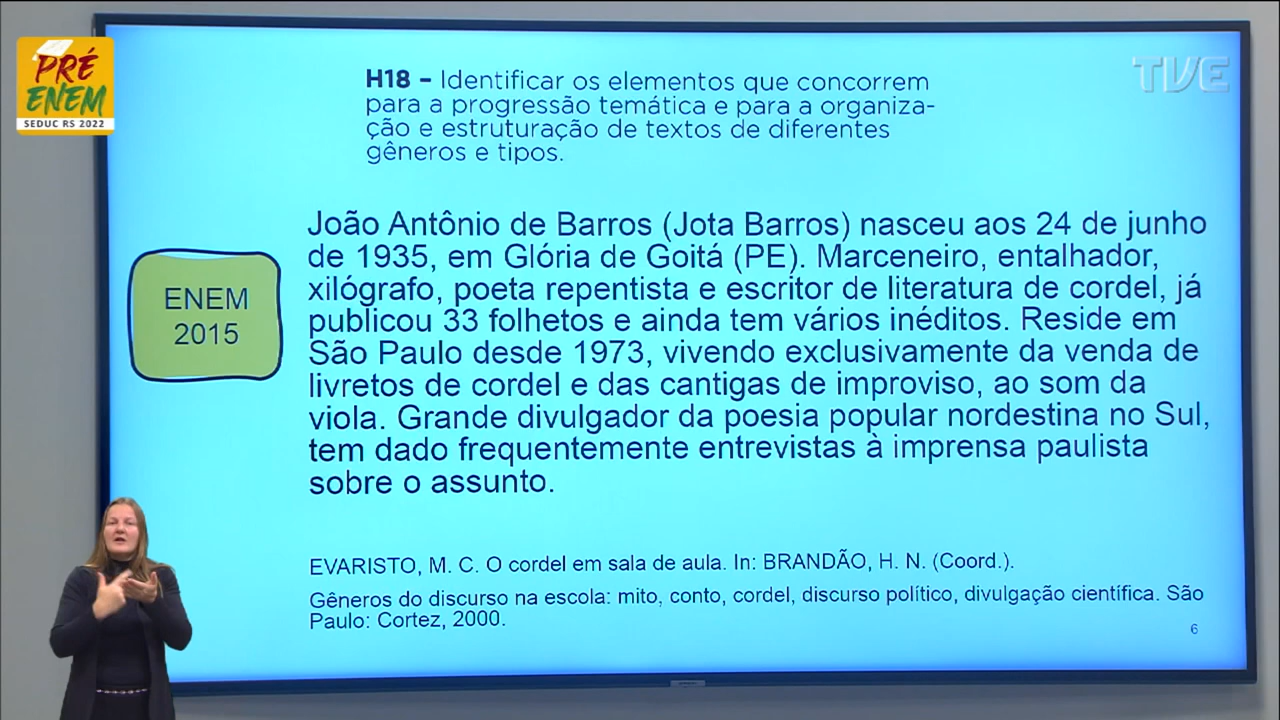 PRÉ
ENEM
SEDUC RS 2022
TVE
H18 – Identificar os elementos que concorrem
para a progressão temática e para a organiza-
ção e estruturação de textos de diferentes
gêneros e tipos.
João Antônio de Barros (Jota Barros) nasceu aos 24 de junho
de 1935, em Glória de Goitá (PE). Marceneiro, entalhador,
xilógrafo, poeta repentista e escritor de literatura de cordel, já
publicou 33 folhetos e ainda tem vários inéditos. Reside em
São Paulo desde 1973, vivendo exclusivamente da venda de
livretos de cordel e das cantigas de improviso, ao som da
viola. Grande divulgador da poesia popular nordestina no Sul,
tem dado frequentemente entrevistas à imprensa paulista
sobre o assunto.
ENEM
2015
EVARISTO, M. C. O cordel em sala de aula. In: BRANDÃO, H. N. (Coord.).
Gêneros do discurso na escola: mito, conto, cordel, discurso político, divulgação científica. São
Paulo: Cortez, 2000.
6